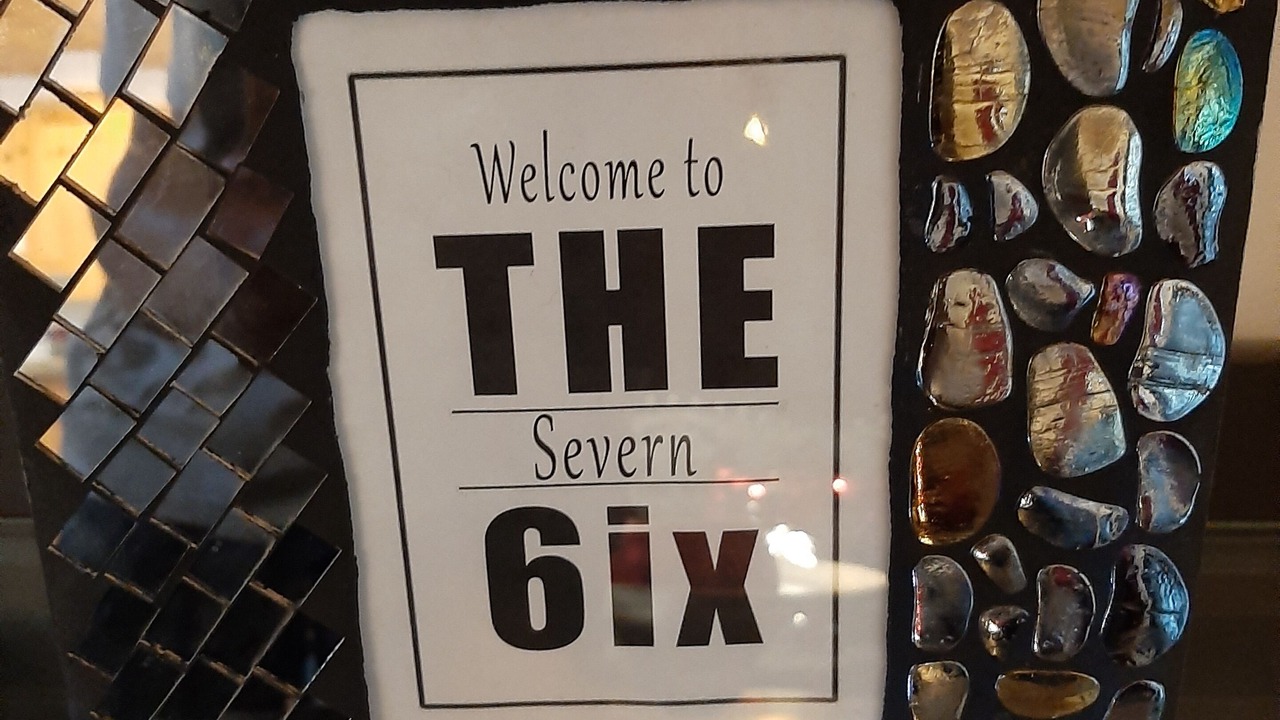 Welcome to
THE
Severn
6ix